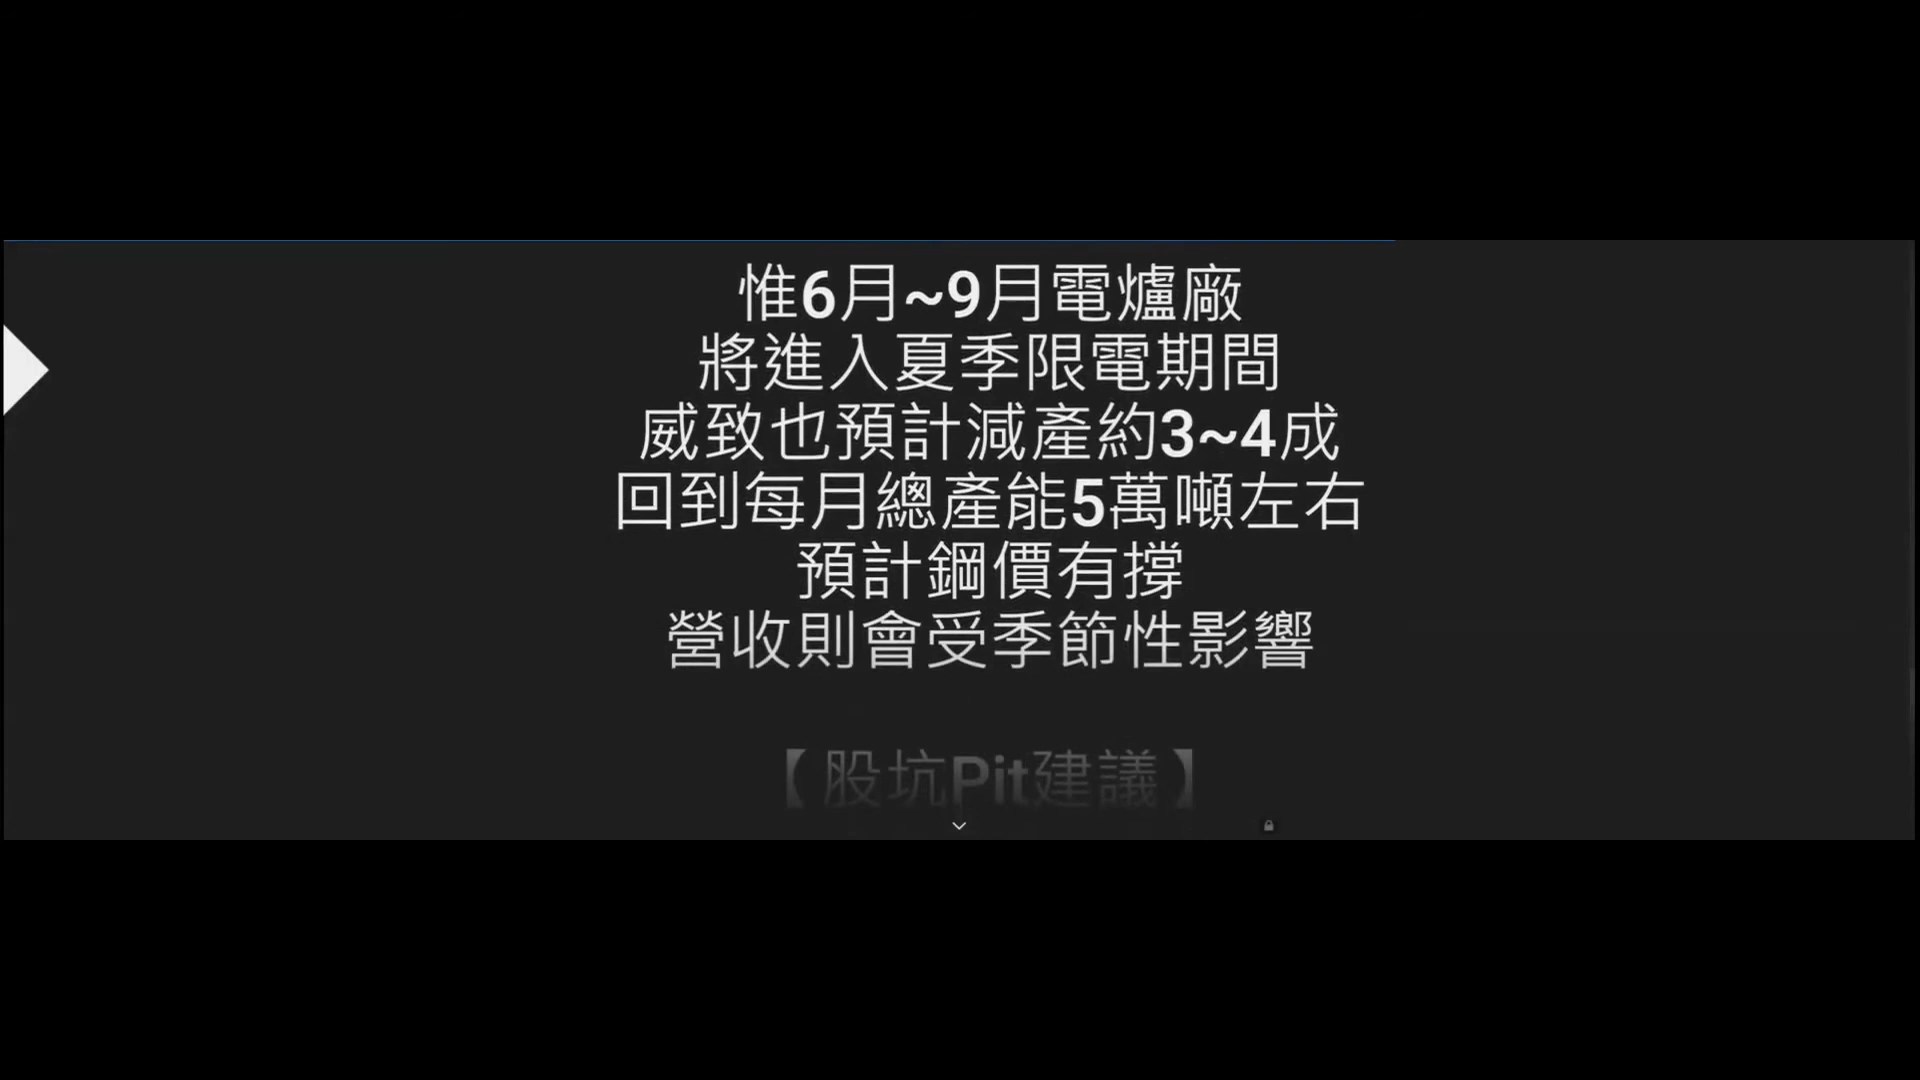 惟6月~9月電爐廠
將進入夏季限電期間
威致也預計減產約3~4成
回到每月總產能5萬噸左右
預計鋼價有撐
營收則會受季節性影響
【股坑Pit建議】